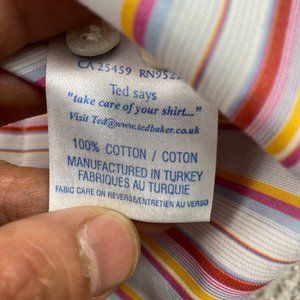 CA 25459 RN952
Ted says
"take care of your shirt..."
Visit Ted@www.tedbaker.co.uk
100% COTTON / COTON
MANUFACTURED IN TURKEY
FABRIQUES AU TURQUIE
FABIC CARE ON REVERSE/ENTRETIEN AU VERSO